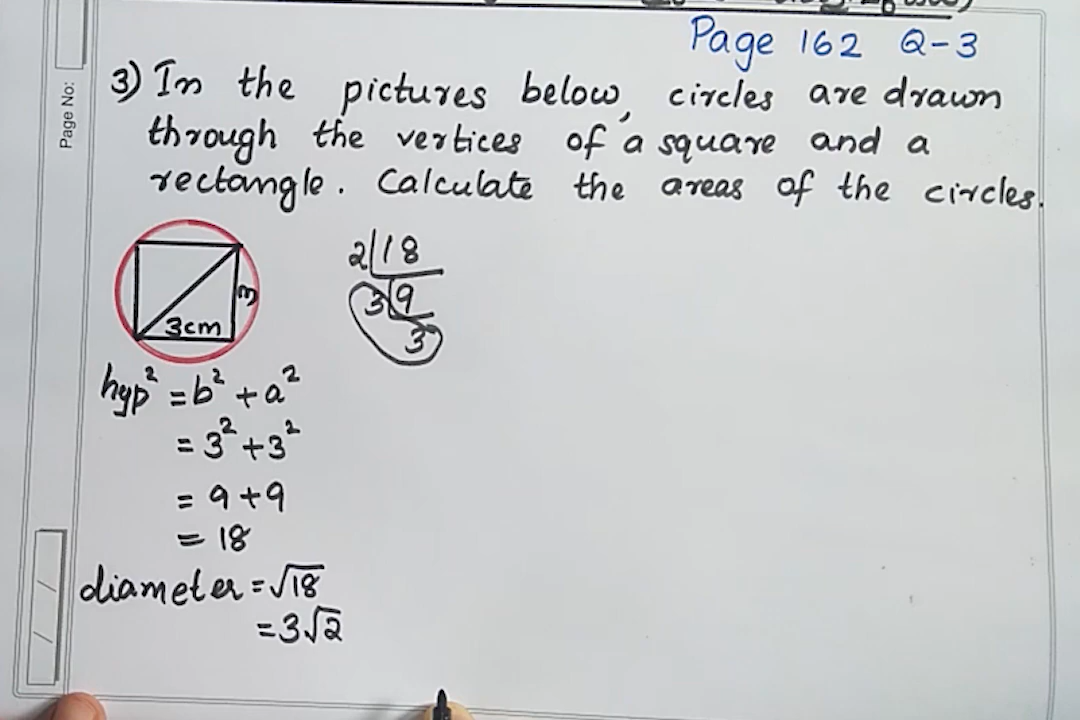 Page 162 Q-3
Page No:
3) In the pictures below, circles are drawn
through the vertices of a square and a
rectangle. Calculate the areas of the circles.
3cm
3
2 18
3 9
3
hyp² = b² + a²
= 3² + 3²
= 9 + 9
= 18
diameter = √18
= 3√2